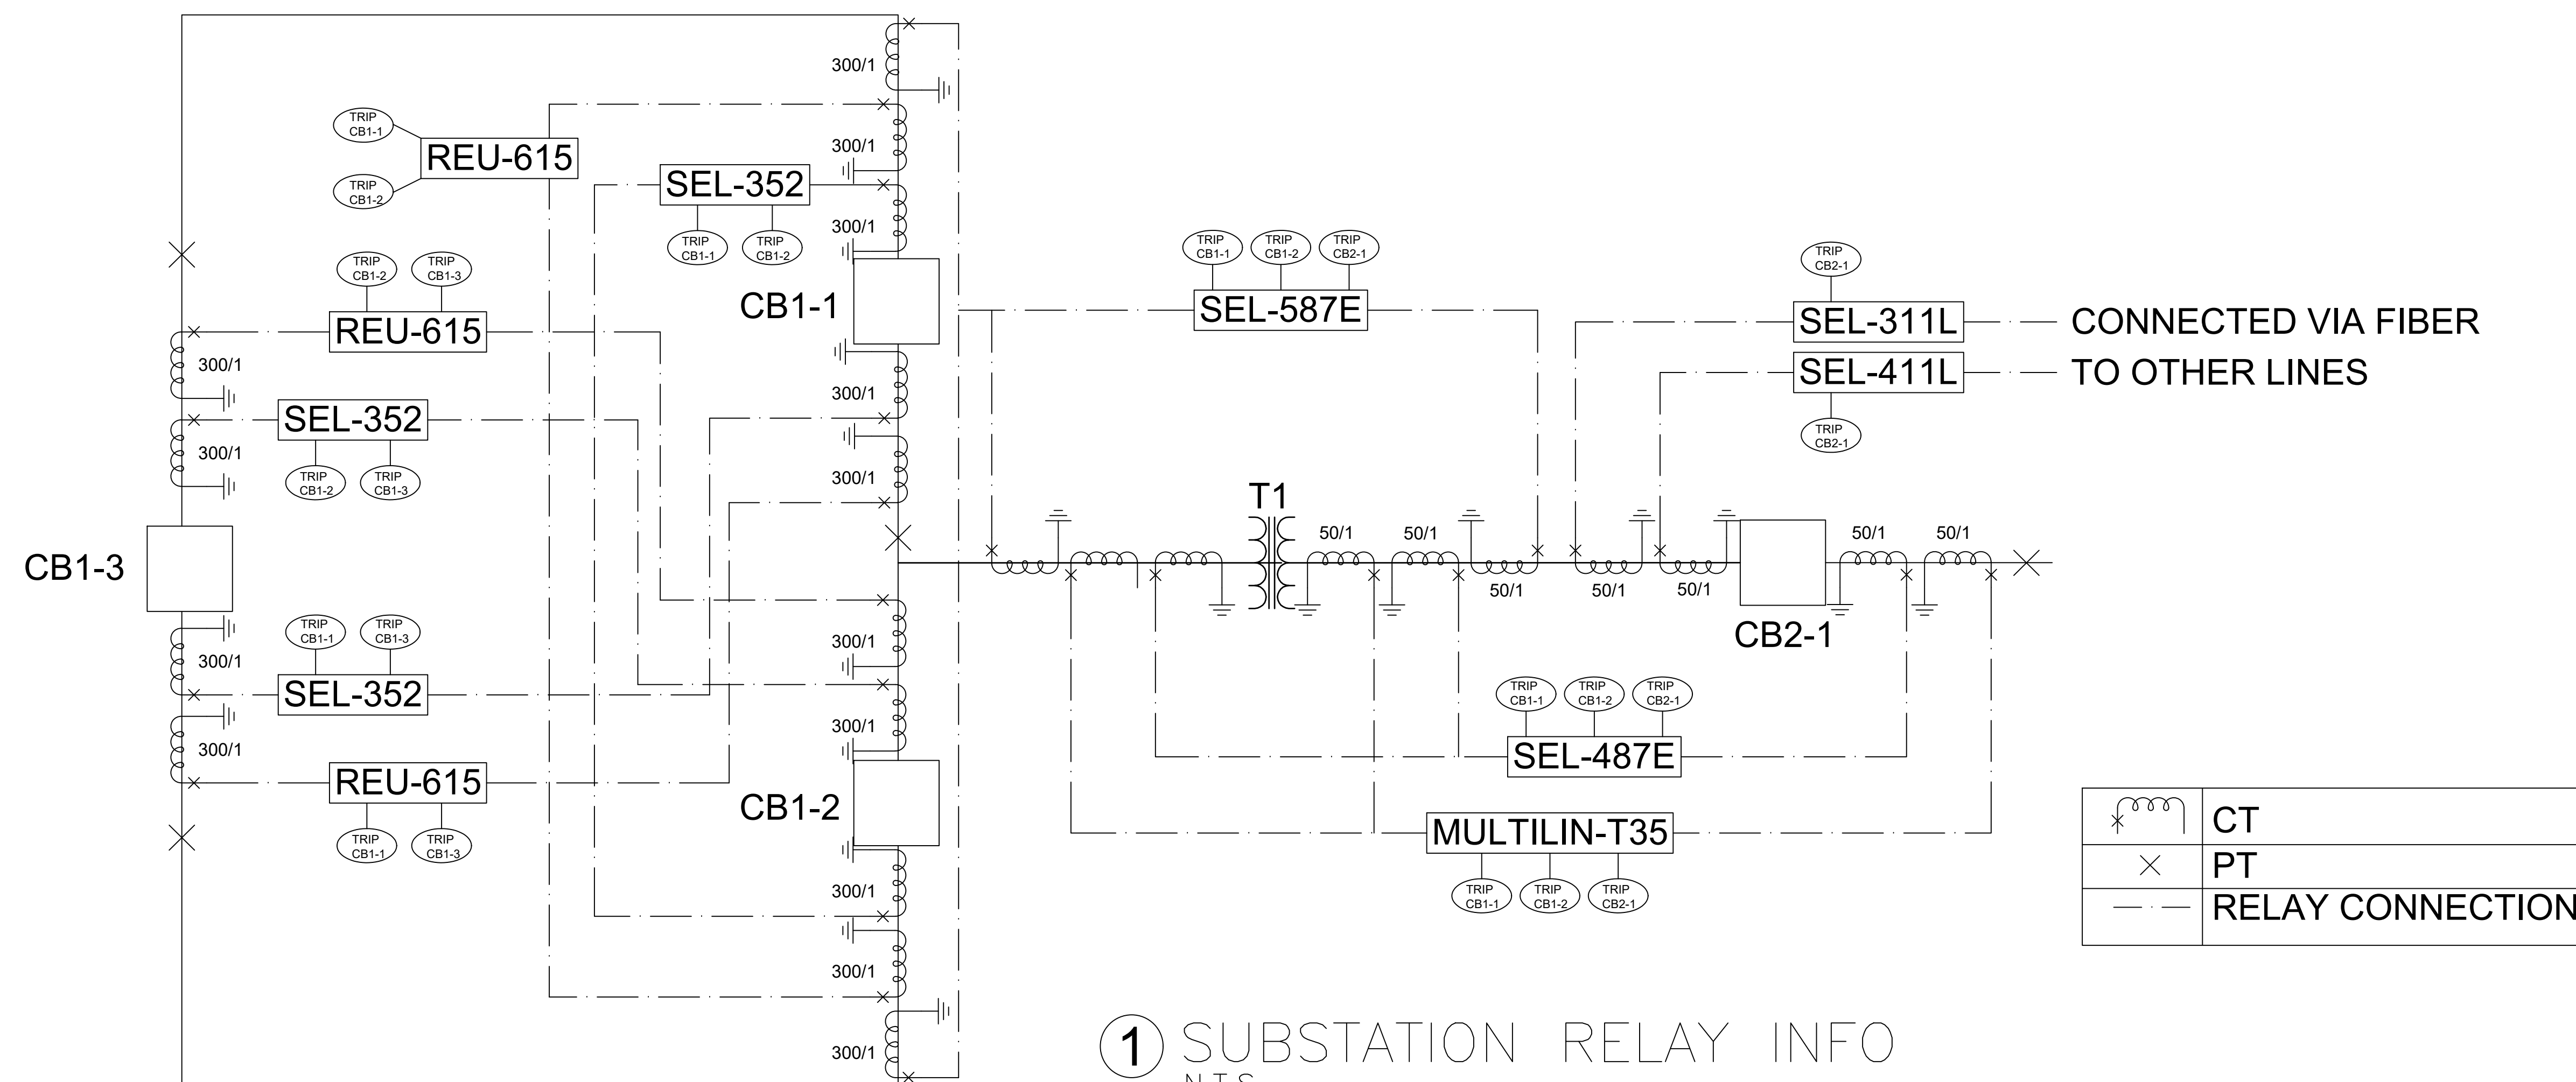 300/1
TRIP
CB1-1
REU-615
TRIP
CB1-2
300/1
SEL-352
TRIP
CB1-1
TRIP
CB1-2
300/1
TRIP
CB1-2
TRIP
CB1-3
REU-615
300/1
CB1-1
300/1
SEL-352
300/1
TRIP
CB1-2
TRIP
CB1-3
300/1
TRIP
CB1-1
TRIP
CB1-2
TRIP
CB2-1
SEL-587E
TRIP
CB2-1
SEL-311L
CONNECTED VIA FIBER
SEL-411L
TO OTHER LINES
TRIP
CB2-1
T1
50/1
50/1
50/1
50/1
50/1
50/1
50/1
CB2-1
CB1-3
TRIP
CB1-1
TRIP
CB1-3
300/1
SEL-352
300/1
300/1
300/1
REU-615
TRIP
CB1-1
TRIP
CB1-3
CB1-2
TRIP
CB1-1
TRIP
CB1-2
TRIP
CB2-1
SEL-487E
MULTILIN-T35
TRIP
CB1-1
TRIP
CB1-2
TRIP
CB2-1
300/1
300/1
300/1
CT
PT
RELAY CONNECTION
1 SUBSTATION RELAY INFO